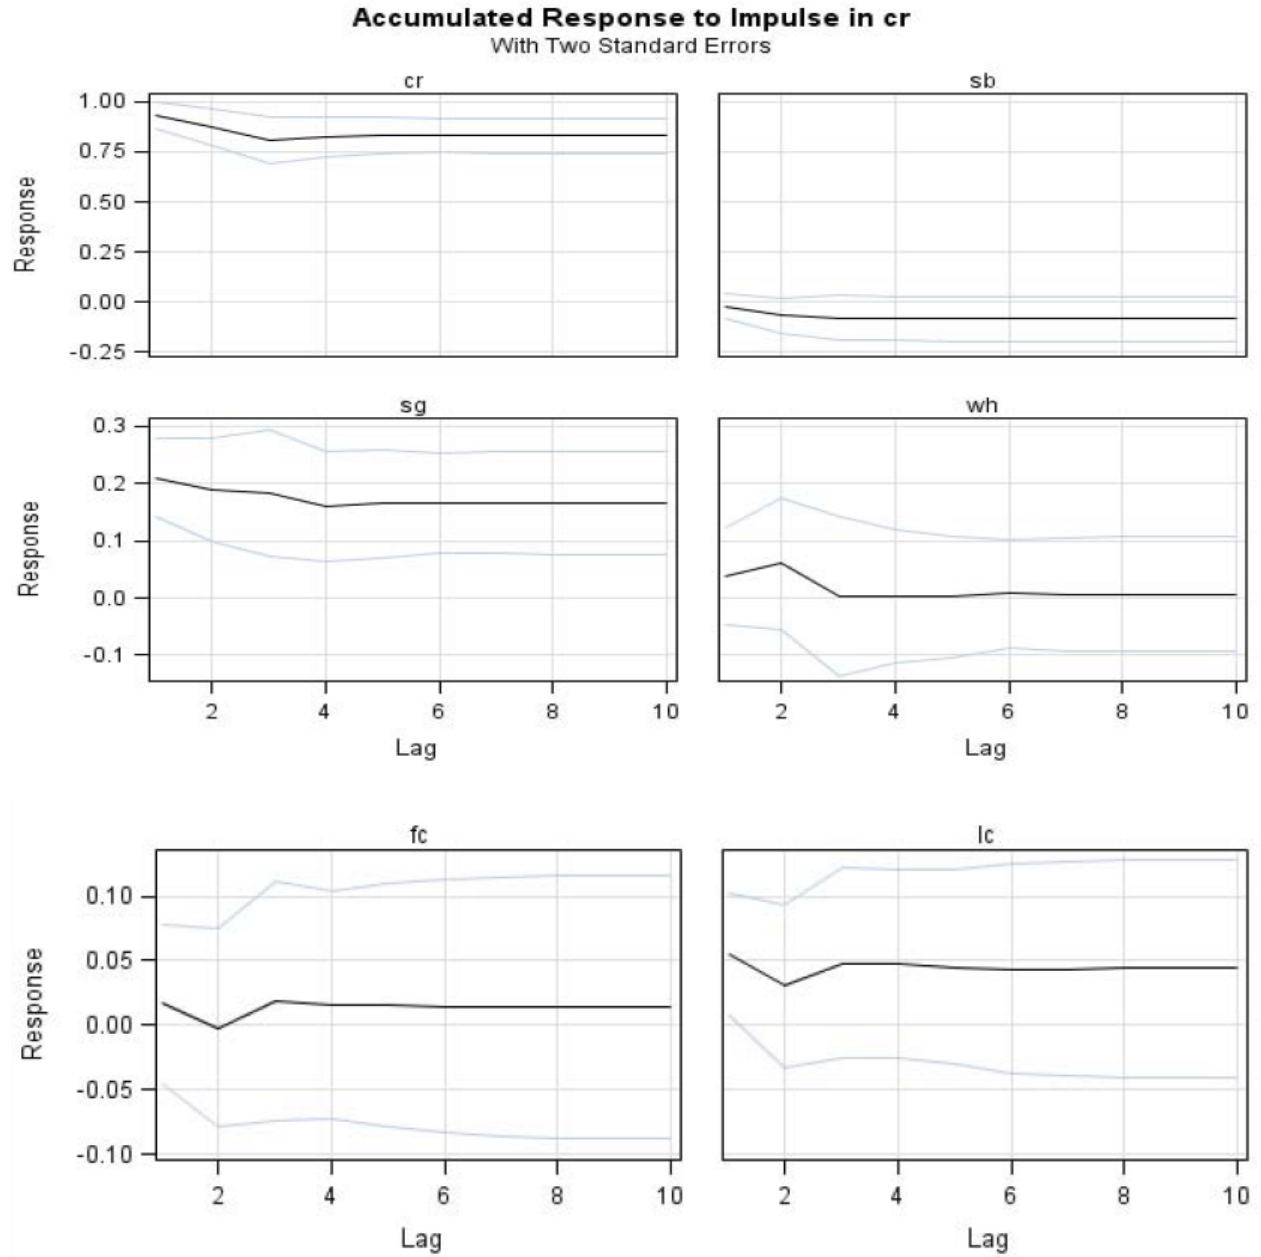 Accumulated Response to Impulse in cr
With Two Standard Errors
cr
sb
Response
1.00
0.75
0.50
0.25
0.00
-0.25
sg
wh
Response
0.3
0.2
0.1
0.0
-0.1
2 4 6 8 10
2 4 6 8 10
Lag
Lag
fc
lc
Response
0.10
0.05
0.00
-0.05
-0.10
2 4 6 8 10
2 4 6 8 10
Lag
Lag